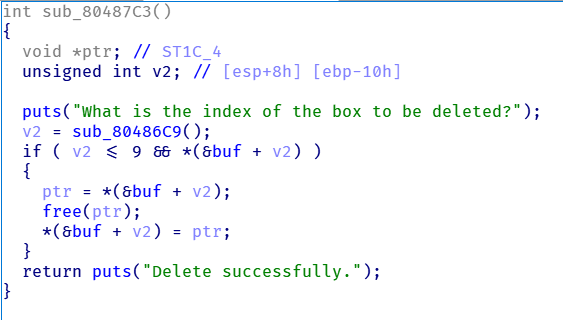 int sub_80487C3()
{
void *ptr; // ST1C_4
unsigned int v2; // [esp+8h] [ebp-10h]
puts("What is the index of the box to be deleted?");
v2 = sub_80486C9();
if ( v2 <= 9 && *(&buf + v2) )
{
ptr = *(&buf + v2);
free(ptr);
*(&buf + v2) = ptr;
}
return puts("Delete successfully.");
}